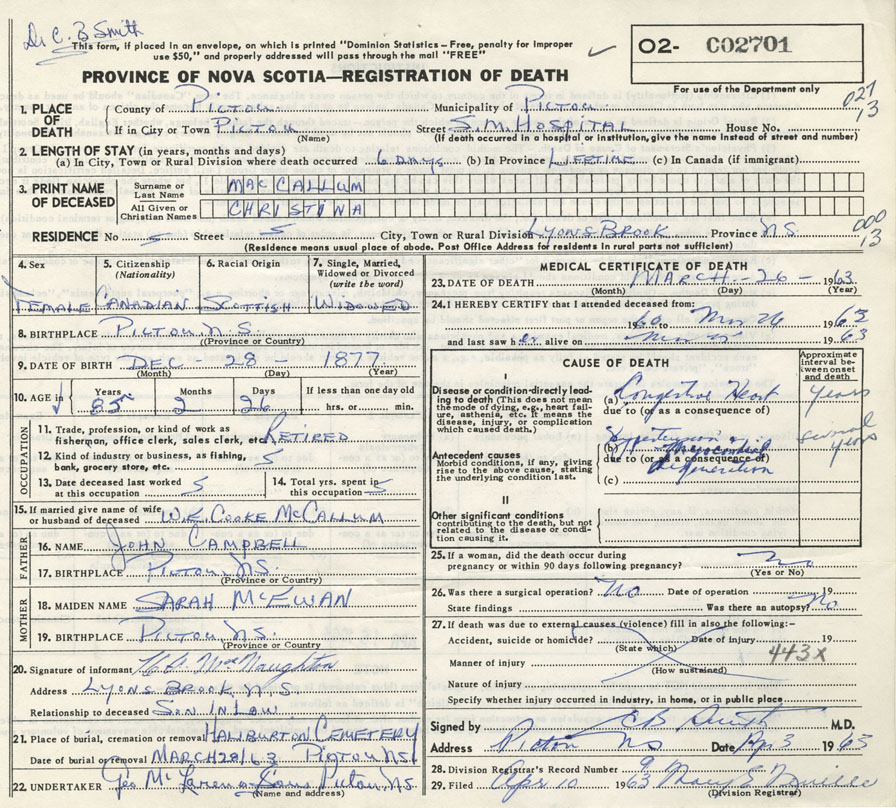 Dr C. B Smith
This form, if placed in an envelope, on which is printed "Dominion Statistics – Free, penalty for improper
use $50," and properly addressed will pass through the mail "FREE"
O2- C02701
PROVINCE OF NOVA SCOTIA—REGISTRATION OF DEATH
For use of the Department only
027
13
1. PLACE OF DEATH
County of PICTOU Municipality of PICTOU
If in City or Town PICTOU Street S.M. HOSPITAL House No.
(Name) (If death occurred in a hospital or institution, give the name instead of street and number)
2. LENGTH OF STAY (in years, months and days)
(a) In City, Town or Rural Division where death occurred 6 DAYS (b) In Province LIFETIME (c) In Canada (if immigrant)
3. PRINT NAME OF DECEASED
Surname or Last Name MACCALLUM
All Given or Christian Names CHRISTINA
000
13
RESIDENCE No Street City, Town or Rural Division LYONS BROOK Province N.S.
(Residence means usual place of abode. Post Office Address for residents in rural parts not sufficient)
4. Sex 5. Citizenship (Nationality) 6. Racial Origin 7. Single, Married, Widowed or Divorced (write the word)
FEMALE CANADIAN SCOTTISH WIDOWED
8. BIRTHPLACE PICTOU N.S.
(Province or Country)
9. DATE OF BIRTH DEC - 28 - 1877
(Month) (Day) (Year)
10. AGE in Years Months Days If less than one day old
85 2 26 hrs. or min.
OCCUPATION
11. Trade, profession or kind of work as
fisherman, office clerk, sales clerk, etc. RETIRED
12. Kind of industry or business, as fishing,
bank, grocery store, etc.
13. Date deceased last worked at this occupation
14. Total yrs. spent in this occupation
15. If married give name of wife
or husband of deceased W.K. COOKE MCCALLUM
FATHER
16. NAME JOHN CAMPBELL
17. BIRTHPLACE PICTOU, N.S.
(Province or Country)
MOTHER
18. MAIDEN NAME SARAH MCEWAN
19. BIRTHPLACE PICTOU, N.S.
(Province or Country)
20. Signature of informant MacNaughton
Address LYONS BROOK N.S
Relationship to deceased SON IN LAW
21. Place of burial, cremation or removal HALIBURTON CEMETERY
Date of burial or removal MARCH 28/63 PICTOU N.S.
22. UNDERTAKER Geo McLaren & Sons Pictou, N.S.
(Name and address)
MEDICAL CERTIFICATE OF DEATH
23. DATE OF DEATH MARCH - 26 - 1963
(Month) (Day) (Year)
24. I HEREBY CERTIFY that I attended deceased from:
1960 to Mar 26 1963
and last saw her alive on 1963
CAUSE OF DEATH
Approximate interval between onset and death
I
Disease or condition directly leading to death (This does not mean the mode of dying, e.g., heart failure, asthenia, etc. It means the disease, injury, or complication which caused death.)
(a) Congestive Heart years
due to (or as a consequence of)
Antecedent causes
Morbid conditions, if any, giving rise to the above cause, stating the underlying condition last.
Hypertension & several years
(b) myocardial
due to (or as a consequence of)
degeneration
(c)
II
Other significant conditions
contributing to the death, but not related to the disease or condition causing it.
25. If a woman, did the death occur during
pregnancy or within 90 days following pregnancy? no
(Yes or No)
26. Was there a surgical operation? No Date of operation 19
State findings Was there an autopsy? No
27. If death was due to external causes (violence) fill in also the following:–
Accident, suicide or homicide? Date of injury 19
(State which)
443x
Manner of injury
(How sustained)
Nature of injury
Specify whether injury occurred in industry, in home, or in public place
Signed by C B Smith M.D.
Address Pictou N S Date Apr 3 1963
28. Division Registrar's Record Number 9
29. Filed Apr 10 1963 Mary E
(Division Registrar)